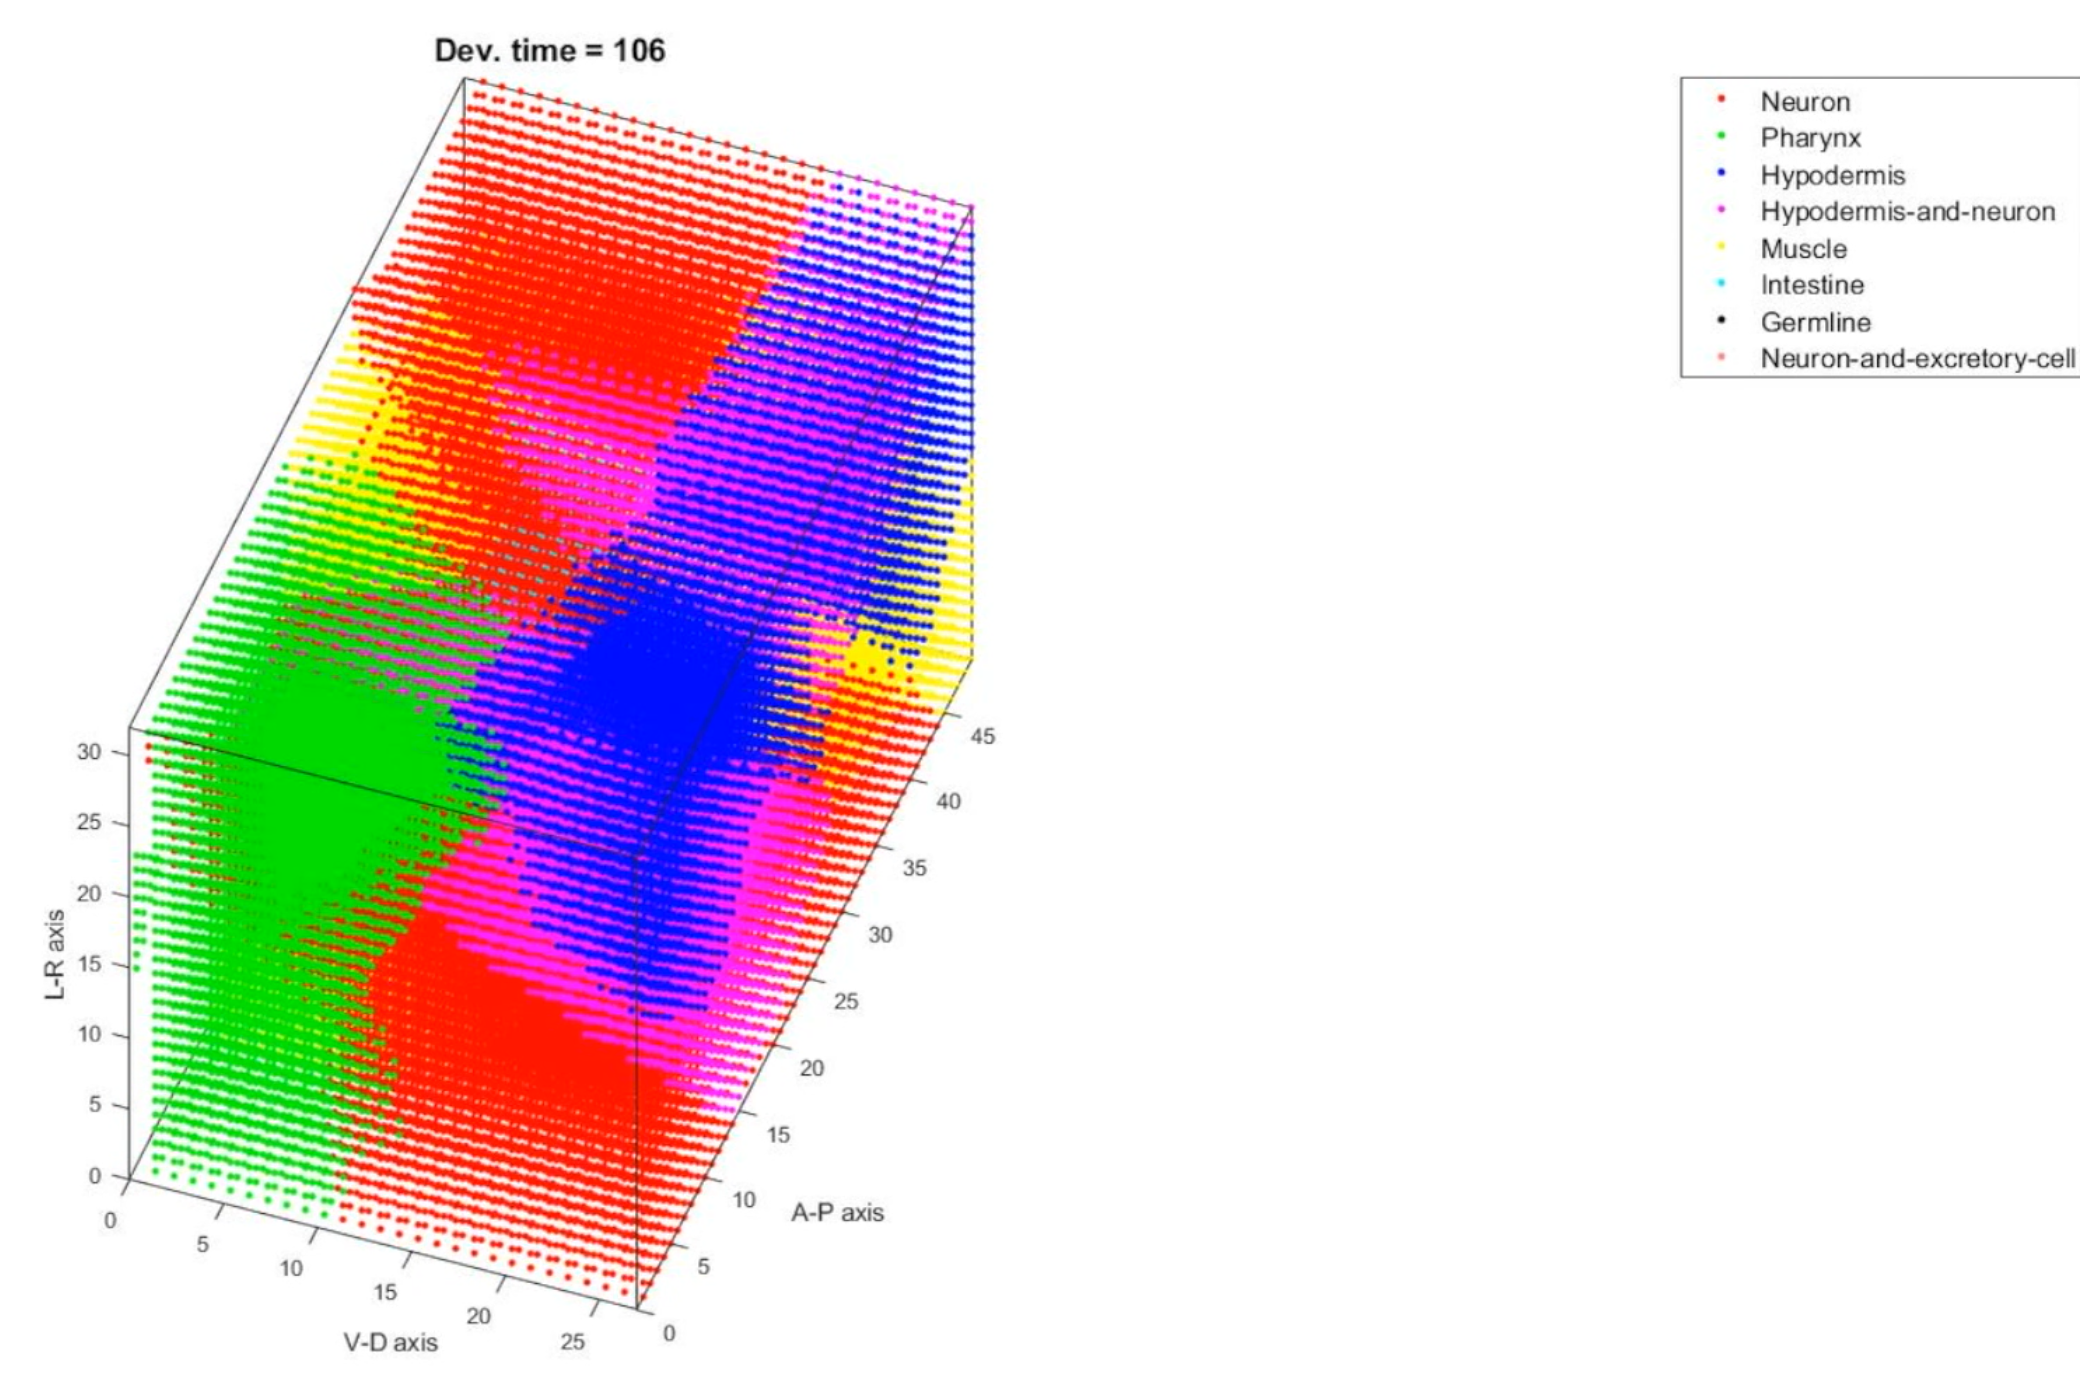 Dev. time = 106
Neuron
Pharynx
Hypodermis
Hypodermis-and-neuron
Muscle
Intestine
Germline
Neuron-and-excretory-cell
30
25
20
15
10
5
0
L-R axis
0
5
10
15
20
25
V-D axis
0
5
10
15
20
25
30
35
40
45
A-P axis